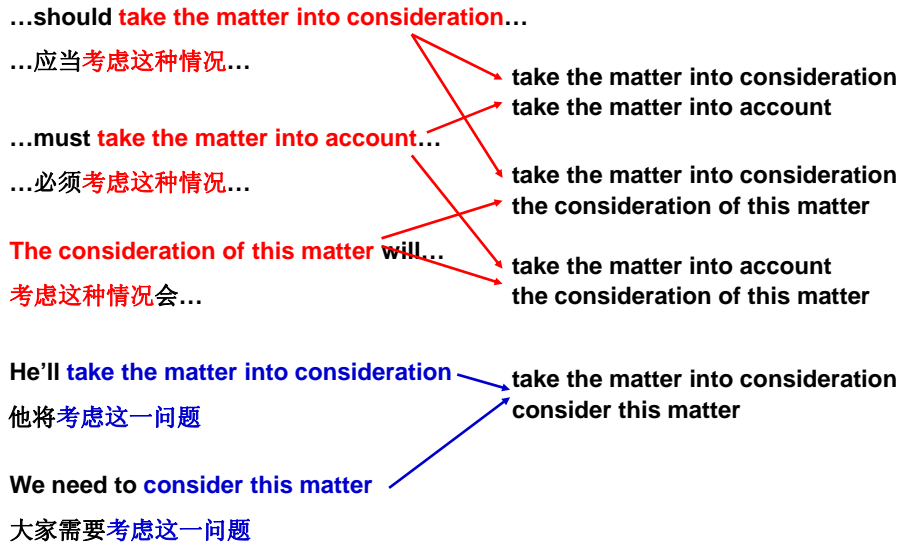 …should take the matter into consideration…
…应当考虑这种情况…
…must take the matter into account…
…必须考虑这种情况…
The consideration of this matter will…
考虑这种情况会…
He’ll take the matter into consideration
他将考虑这一问题
We need to consider this matter
大家需要考虑这一问题
take the matter into consideration
take the matter into account
take the matter into consideration
the consideration of this matter
take the matter into account
the consideration of this matter
take the matter into consideration
consider this matter